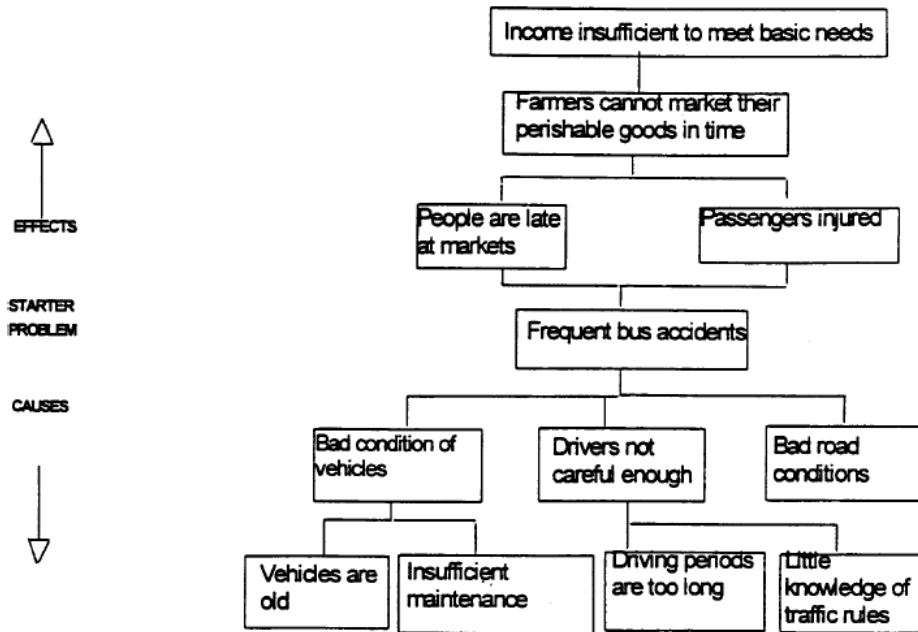 Income insufficient to meet basic needs
Farmers cannot market their
perishable goods in time
EFFECTS
People are late
at markets
Passengers injured
STARTER
PROBLEM
Frequent bus accidents
CAUSES
Bad condition of
vehicles
Drivers not
careful enough
Bad road
conditions
Vehicles are
old
Insufficient
maintenance
Driving periods
are too long
Little
knowledge of
traffic rules